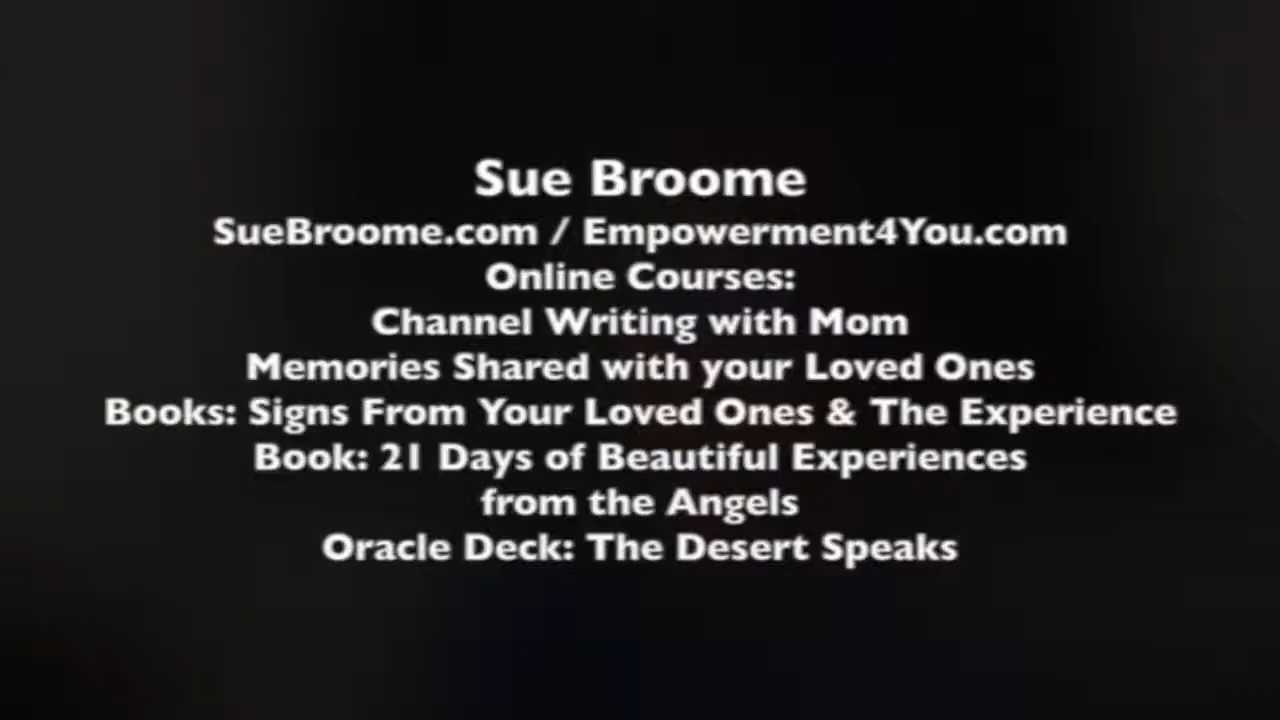 Sue Broome
SueBroome.com / Empowerment4You.com
Online Courses:
Channel Writing with Mom
Memories Shared with your Loved Ones
Books: Signs From Your Loved Ones & The Experience
Book: 21 Days of Beautiful Experiences
from the Angels
Oracle Deck: The Desert Speaks